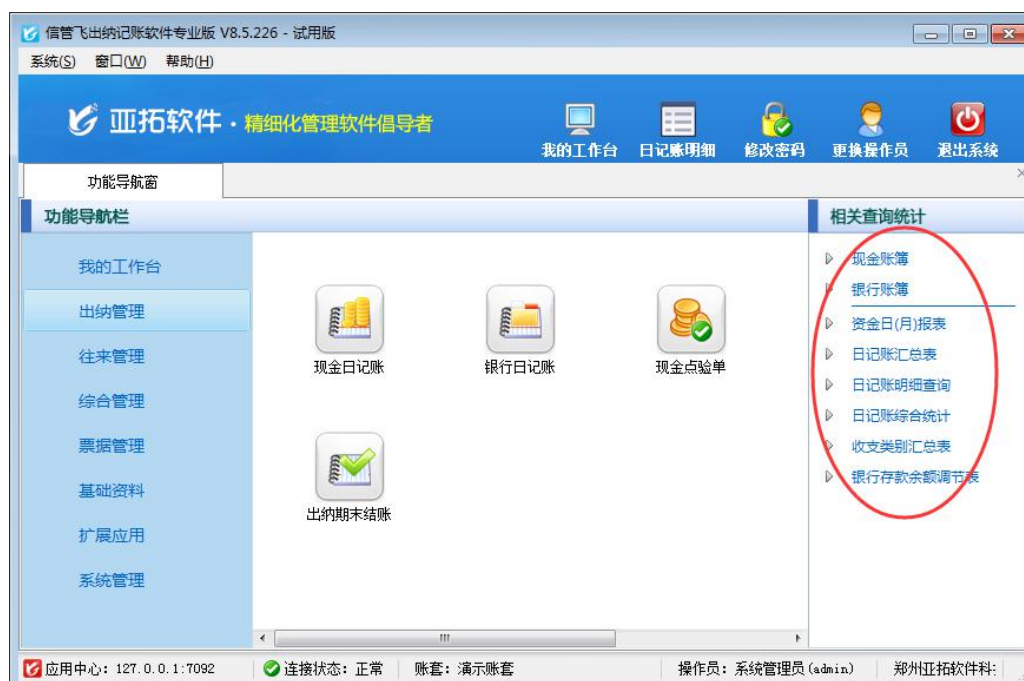 信管飞出纳记账软件专业版 V8.5.226 - 试用版
系统(S) 窗口(W) 帮助(H)
亚拓软件 · 精细化管理软件倡导者
我的工作台 日记账明细 修改密码 更换操作员 退出系统
功能导航窗
功能导航栏
相关查询统计
我的工作台
出纳管理
往来管理
综合管理
票据管理
基础资料
扩展应用
系统管理
现金日记账 银行日记账 现金点验单
出纳期末结账
现金账簿
银行账簿
资金日(月)报表
日记账汇总表
日记账明细查询
日记账综合统计
收支类别汇总表
银行存款余额调节表
应用中心: 127.0.0.1:7092 连接状态: 正常 账套: 演示账套 操作员: 系统管理员(admin) 郑州亚拓软件科